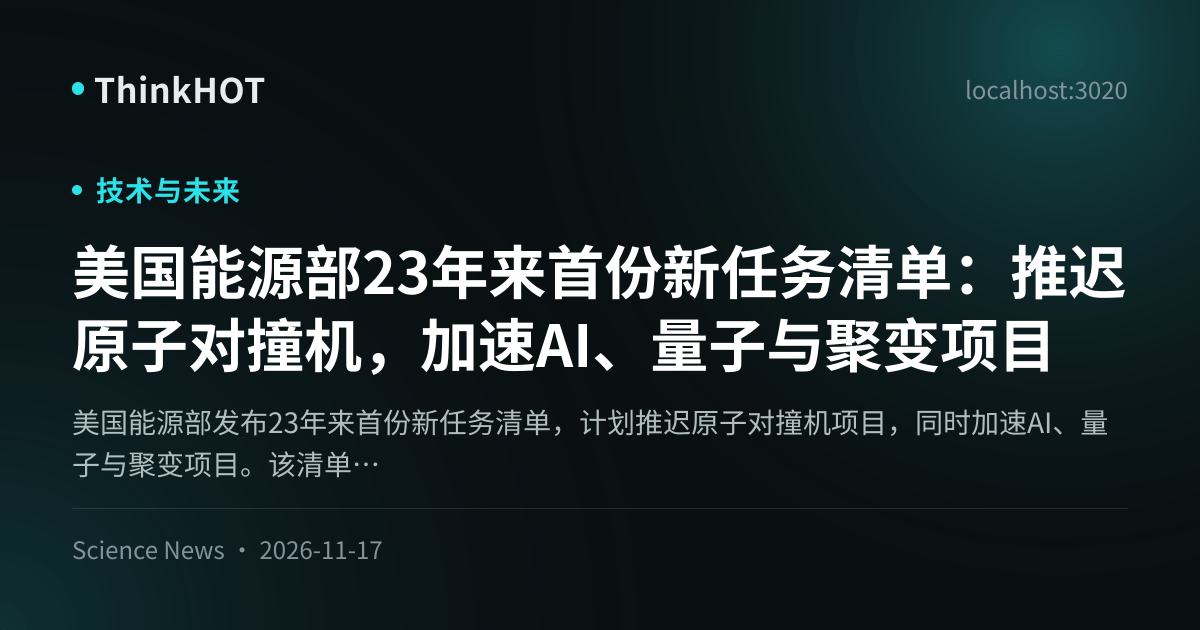 ThinkHOT
localhost:3020
技术与未来
美国能源部23年来首份新任务清单：推迟
原子对撞机，加速AI、量子与聚变项目
美国能源部发布23年来首份新任务清单，计划推迟原子对撞机项目，同时加速AI、量
子与聚变项目。该清单…
Science News · 2026-11-17